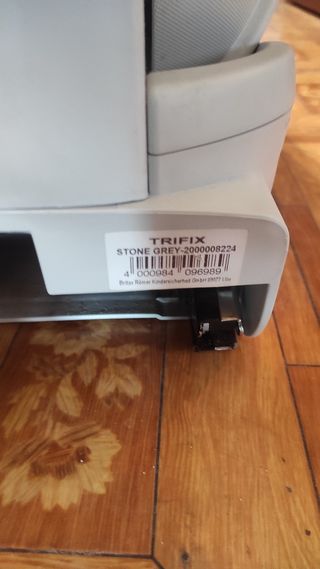 TRIFIX
STONE GREY-2000008224
4 000984 096989
Britax Römer Kindersicherheit GmbH 89077 Ulm